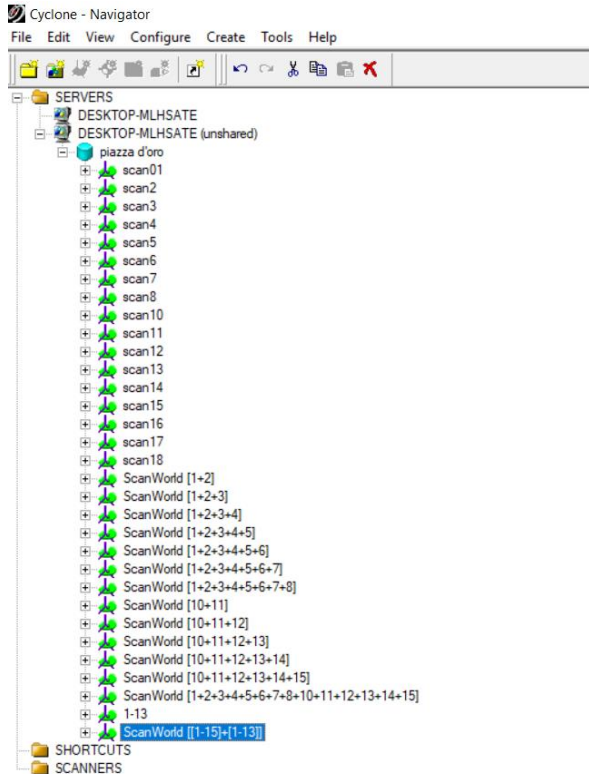 Cyclone - Navigator
File Edit View Configure Create Tools Help
SERVERS
DESKTOP-MLHSATE
DESKTOP-MLHSATE (unshared)
piazza d'oro
scan01
scan2
scan3
scan4
scan5
scan6
scan7
scan8
scan10
scan11
scan12
scan13
scan14
scan15
scan16
scan17
scan18
ScanWorld [1+2]
ScanWorld [1+2+3]
ScanWorld [1+2+3+4]
ScanWorld [1+2+3+4+5]
ScanWorld [1+2+3+4+5+6]
ScanWorld [1+2+3+4+5+6+7]
ScanWorld [1+2+3+4+5+6+7+8]
ScanWorld [10+11]
ScanWorld [10+11+12]
ScanWorld [10+11+12+13]
ScanWorld [10+11+12+13+14]
ScanWorld [10+11+12+13+14+15]
ScanWorld [1+2+3+4+5+6+7+8+10+11+12+13+14+15]
1-13
ScanWorld [[1-15]+[1-13]]
SHORTCUTS
SCANNERS